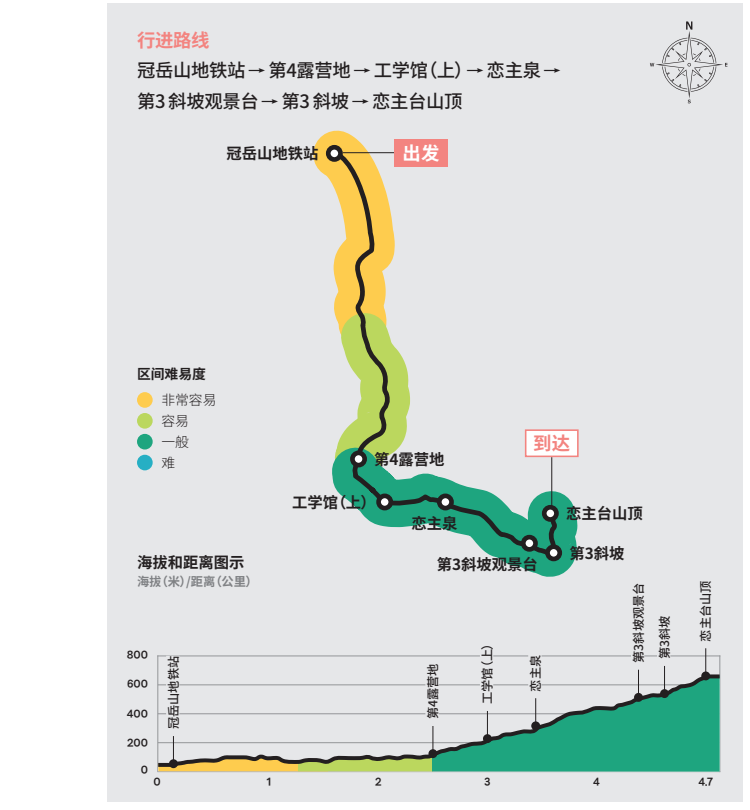 行进路线
冠岳山地铁站→第4露营地→工学馆(上)→恋主泉→
第3斜坡观景台→第3斜坡→恋主台山顶
N
W
E
S
冠岳山地铁站
出发
区间难易度
非常容易
容易
一般
难
到达
第4露营地
工学馆(上)
恋主泉
恋主台山顶
第3斜坡观景台
第3斜坡
海拔和距离图示
海拔(米)/距离(公里)
800
600
400
200
0
冠岳山地铁站
第4露营地
工学馆(上)
恋主泉
第3斜坡观景台
第3斜坡
恋主台山顶
0
1
2
3
4
4.7